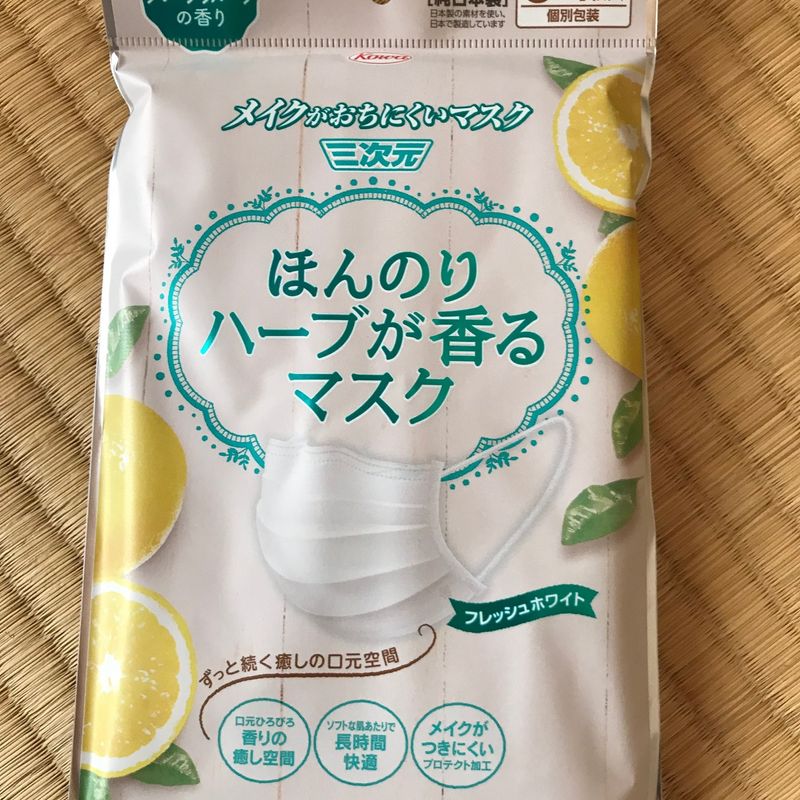 の香り
[純日本製]
日本製の素材を使い、
日本で製造しています
個別包装
Kowa
メイクがおちにくいマスク
三次元
ほんのり
ハーブが香る
マスク
フレッシュホワイト
ずっと続く癒しの口元空間
口元ひろびろ
香りの
癒し空間
ソフトな肌あたりで
長時間
快適
メイクが
つきにくい
プロテクト加工